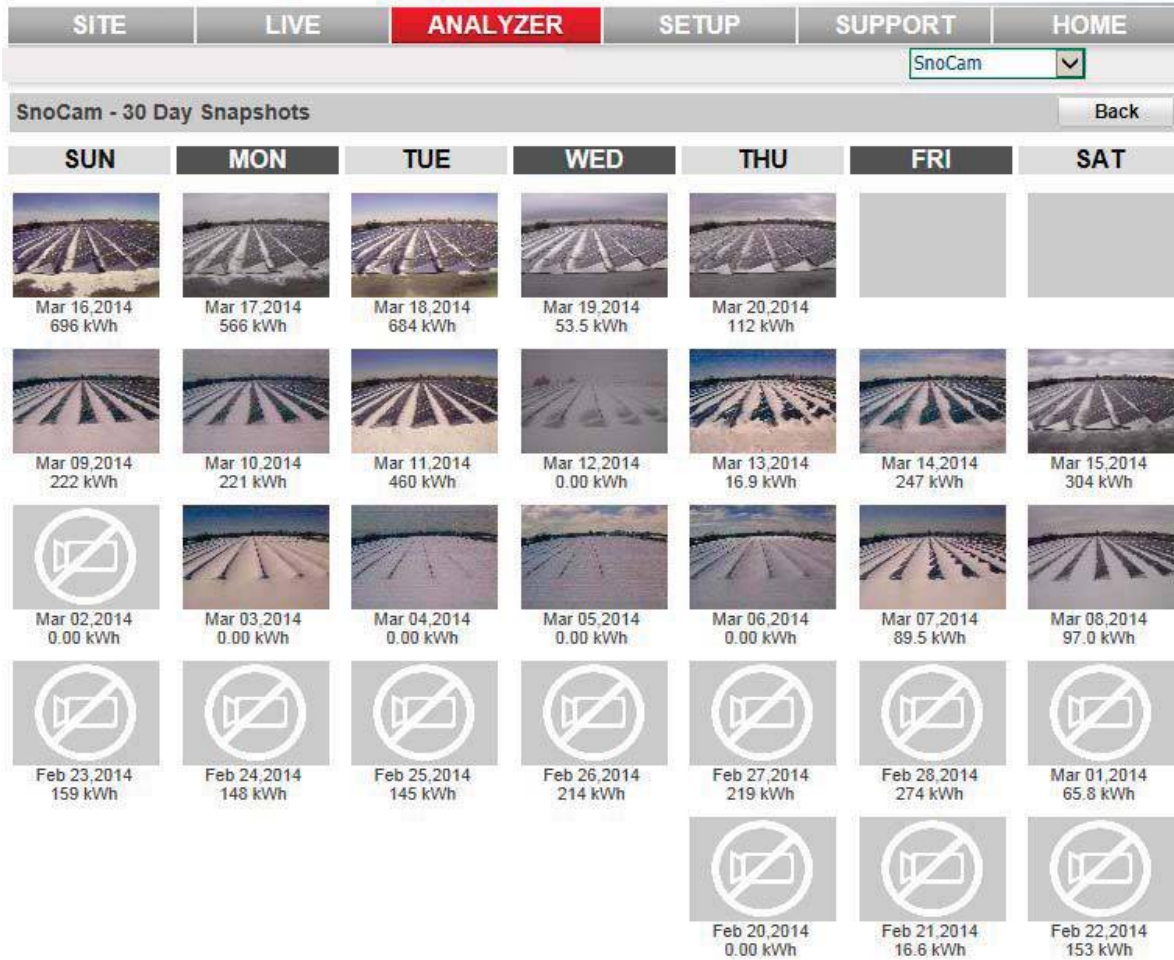 SITE LIVE ANALYZER SETUP SUPPORT HOME
SnoCam
SnoCam - 30 Day Snapshots Back
SUN MON TUE WED THU FRI SAT
Mar 16,2014 Mar 17,2014 Mar 18,2014 Mar 19,2014 Mar 20,2014
696 kWh 566 kWh 684 kWh 53.5 kWh 112 kWh
Mar 09,2014 Mar 10,2014 Mar 11,2014 Mar 12,2014 Mar 13,2014 Mar 14,2014 Mar 15,2014
222 kWh 221 kWh 460 kWh 0.00 kWh 16.9 kWh 247 kWh 304 kWh
Mar 02,2014 Mar 03,2014 Mar 04,2014 Mar 05,2014 Mar 06,2014 Mar 07,2014 Mar 08,2014
0.00 kWh 0.00 kWh 0.00 kWh 0.00 kWh 0.00 kWh 89.5 kWh 97.0 kWh
Feb 23,2014 Feb 24,2014 Feb 25,2014 Feb 26,2014 Feb 27,2014 Feb 28,2014 Mar 01,2014
159 kWh 148 kWh 145 kWh 214 kWh 219 kWh 274 kWh 65.8 kWh
Feb 20,2014 Feb 21,2014 Feb 22,2014
0.00 kWh 16.6 kWh 153 kWh